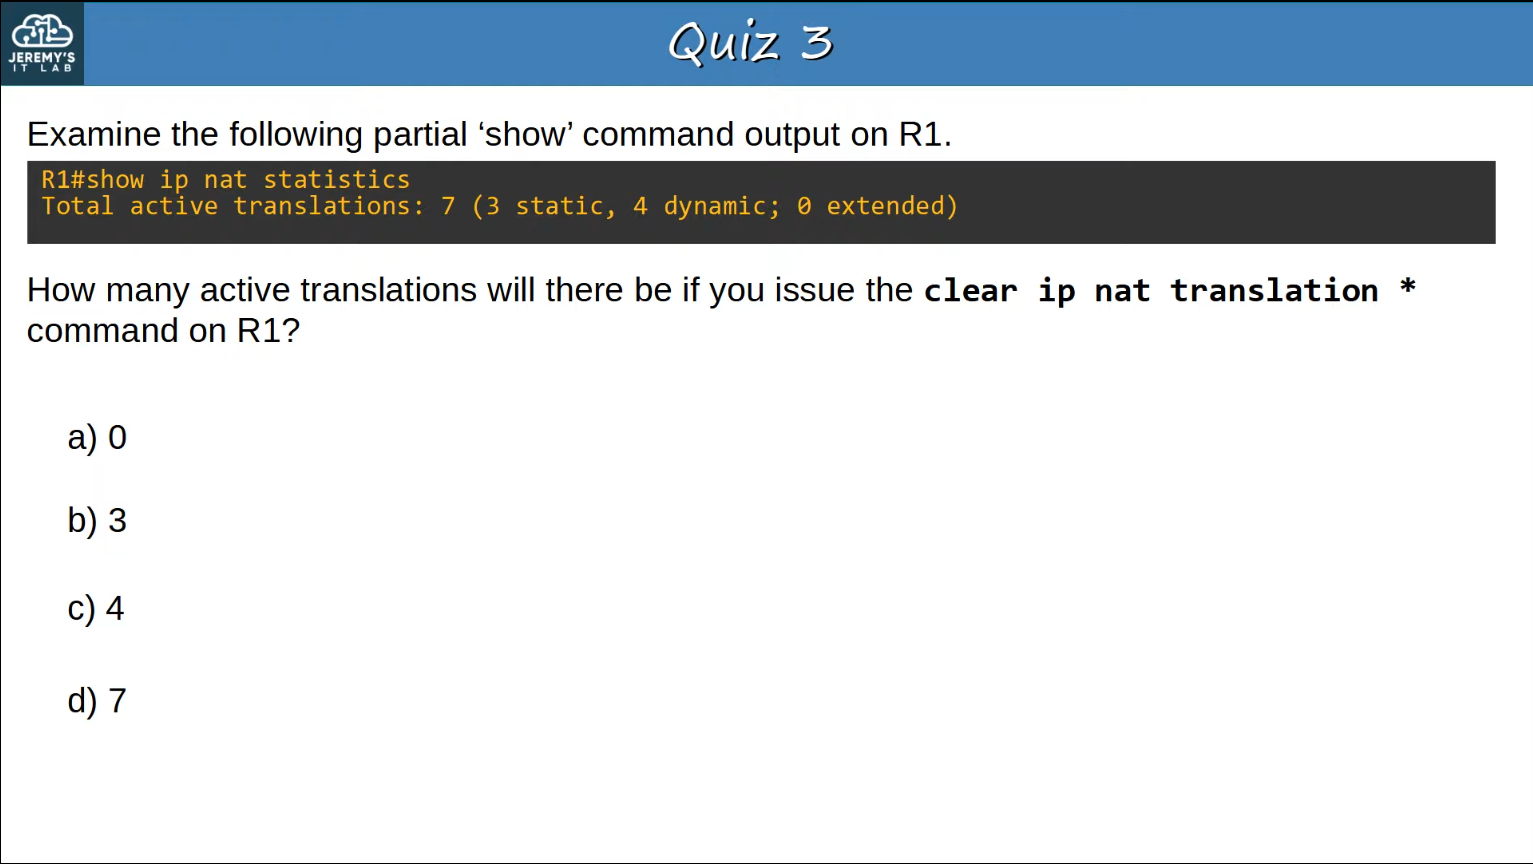 JEREMY'S
IT LAB
Quiz 3
Examine the following partial ‘show’ command output on R1.
R1#show ip nat statistics
Total active translations: 7 (3 static, 4 dynamic; 0 extended)
How many active translations will there be if you issue the clear ip nat translation *
command on R1?
a) 0
b) 3
c) 4
d) 7